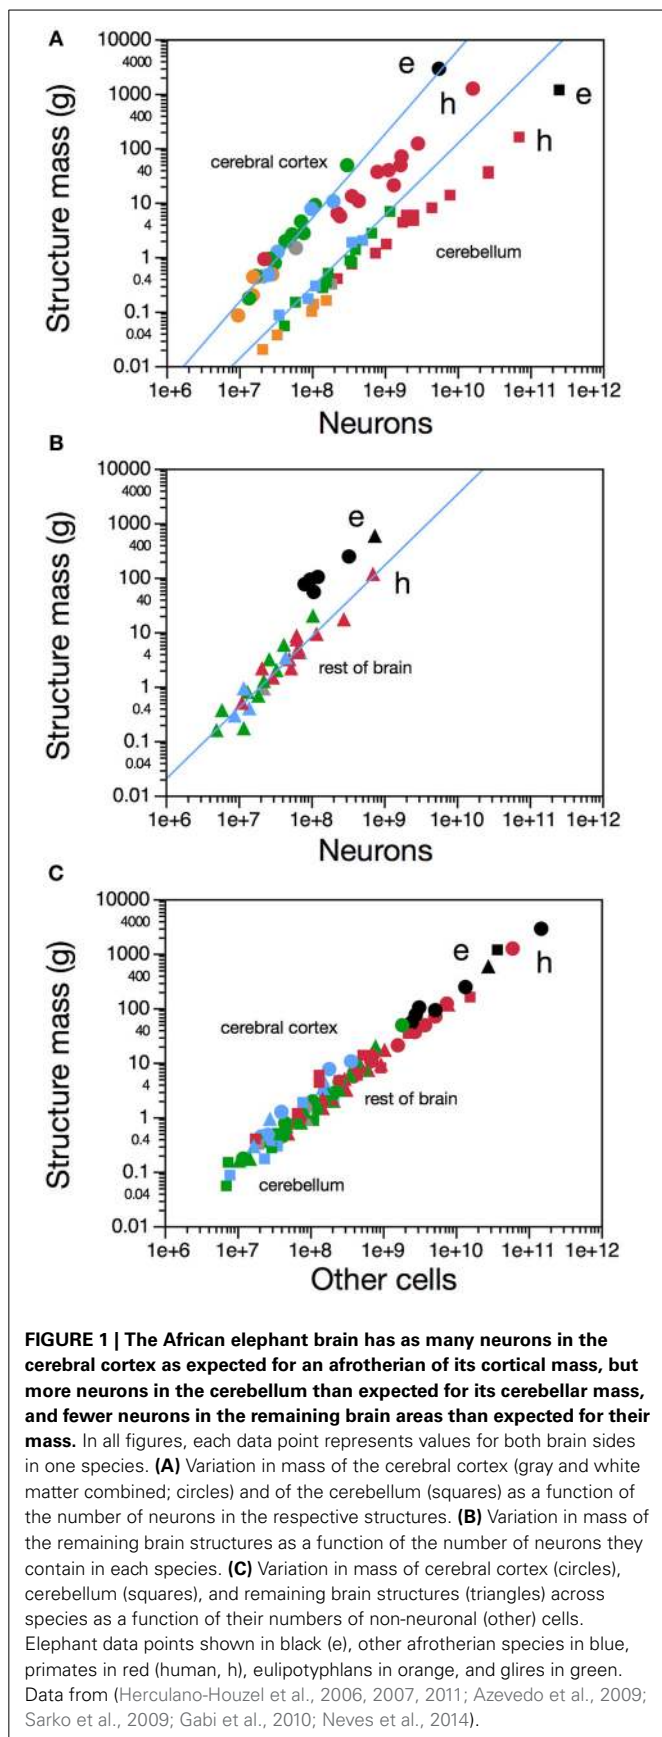 A
10000
4000
1000
400
100
40
10
4
1
0.4
0.1
0.04
0.01
Structure mass (g)
e
h
e
h
cerebral cortex
cerebellum
1e+6 1e+7 1e+8 1e+9 1e+10 1e+11 1e+12
Neurons
B
10000
4000
1000
400
100
40
10
4
1
0.4
0.1
0.04
0.01
Structure mass (g)
e
h
rest of brain
1e+6 1e+7 1e+8 1e+9 1e+10 1e+11 1e+12
Neurons
C
10000
4000
1000
400
100
40
10
4
1
0.4
0.1
0.04
0.01
Structure mass (g)
e
h
cerebral cortex
rest of brain
cerebellum
1e+6 1e+7 1e+8 1e+9 1e+10 1e+11 1e+12
Other cells
FIGURE 1 | The African elephant brain has as many neurons in the
cerebral cortex as expected for an afrotherian of its cortical mass, but
more neurons in the cerebellum than expected for its cerebellar mass,
and fewer neurons in the remaining brain areas than expected for their
mass. In all figures, each data point represents values for both brain sides
in one species. (A) Variation in mass of the cerebral cortex (gray and white
matter combined; circles) and of the cerebellum (squares) as a function of
the number of neurons in the respective structures. (B) Variation in mass of
the remaining brain structures as a function of the number of neurons they
contain in each species. (C) Variation in mass of cerebral cortex (circles),
cerebellum (squares), and remaining brain structures (triangles) across
species as a function of their numbers of non-neuronal (other) cells.
Elephant data points shown in black (e), other afrotherian species in blue,
primates in red (human, h), eulipotyphlans in orange, and glires in green.
Data from (Herculano-Houzel et al., 2006, 2007, 2011; Azevedo et al., 2009;
Sarko et al., 2009; Gabi et al., 2010; Neves et al., 2014).